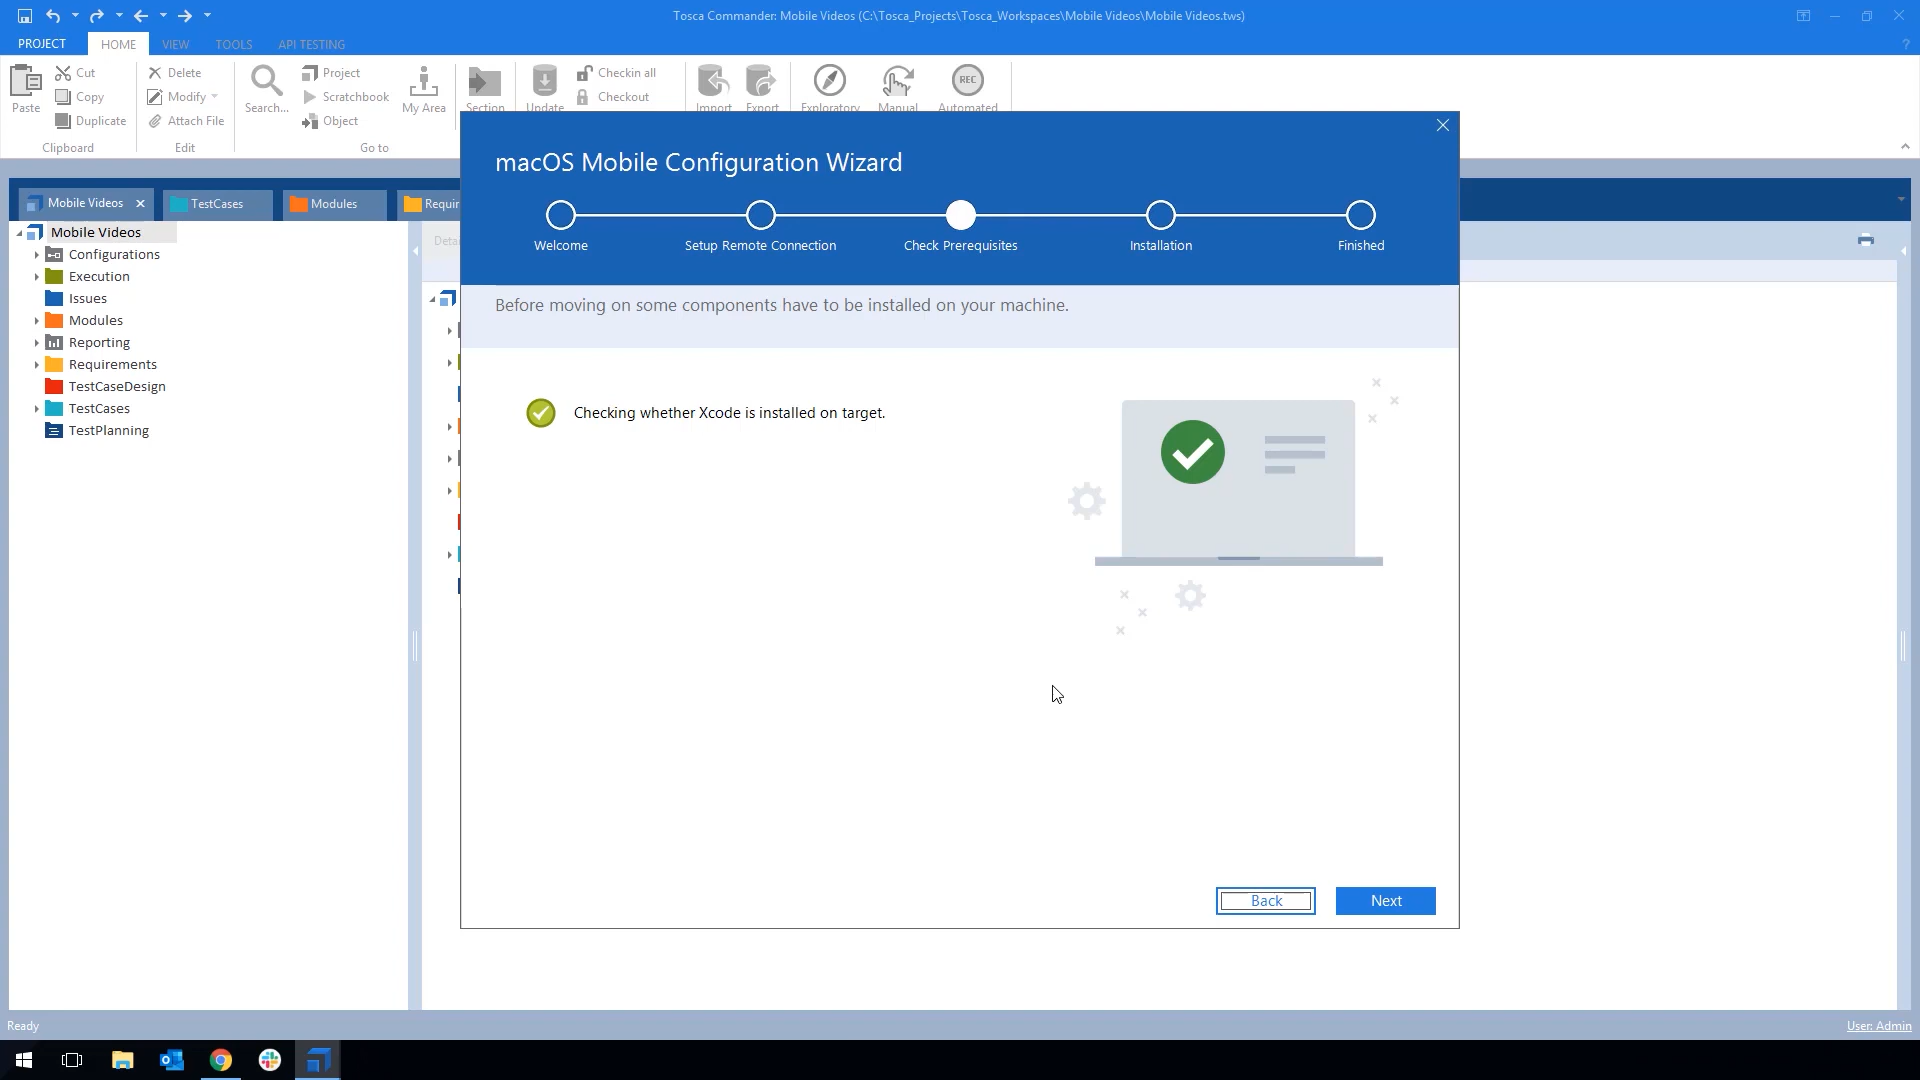 Tosca Commander: Mobile Videos (C:\Tosca_Projects\Tosca_Workspaces\Mobile Videos\Mobile Videos.tws)
PROJECT
HOME
VIEW
TOOLS
API TESTING
?
Paste
Cut
Copy
Duplicate
Clipboard
Delete
Modify
Attach File
Edit
Search...
Project
Scratchbook
Object
Go to
My Area
Section
Update
Checkin all
Checkout
Import
Export
Exploratory
Manual
REC
Automated
Mobile Videos
TestCases
Modules
Requir
Mobile Videos
Configurations
Execution
Issues
Modules
Reporting
Requirements
TestCaseDesign
TestCases
TestPlanning
Detai
macOS Mobile Configuration Wizard
Welcome
Setup Remote Connection
Check Prerequisites
Installation
Finished
Before moving on some components have to be installed on your machine.
Checking whether Xcode is installed on target.
Back
Next
Ready
User: Admin